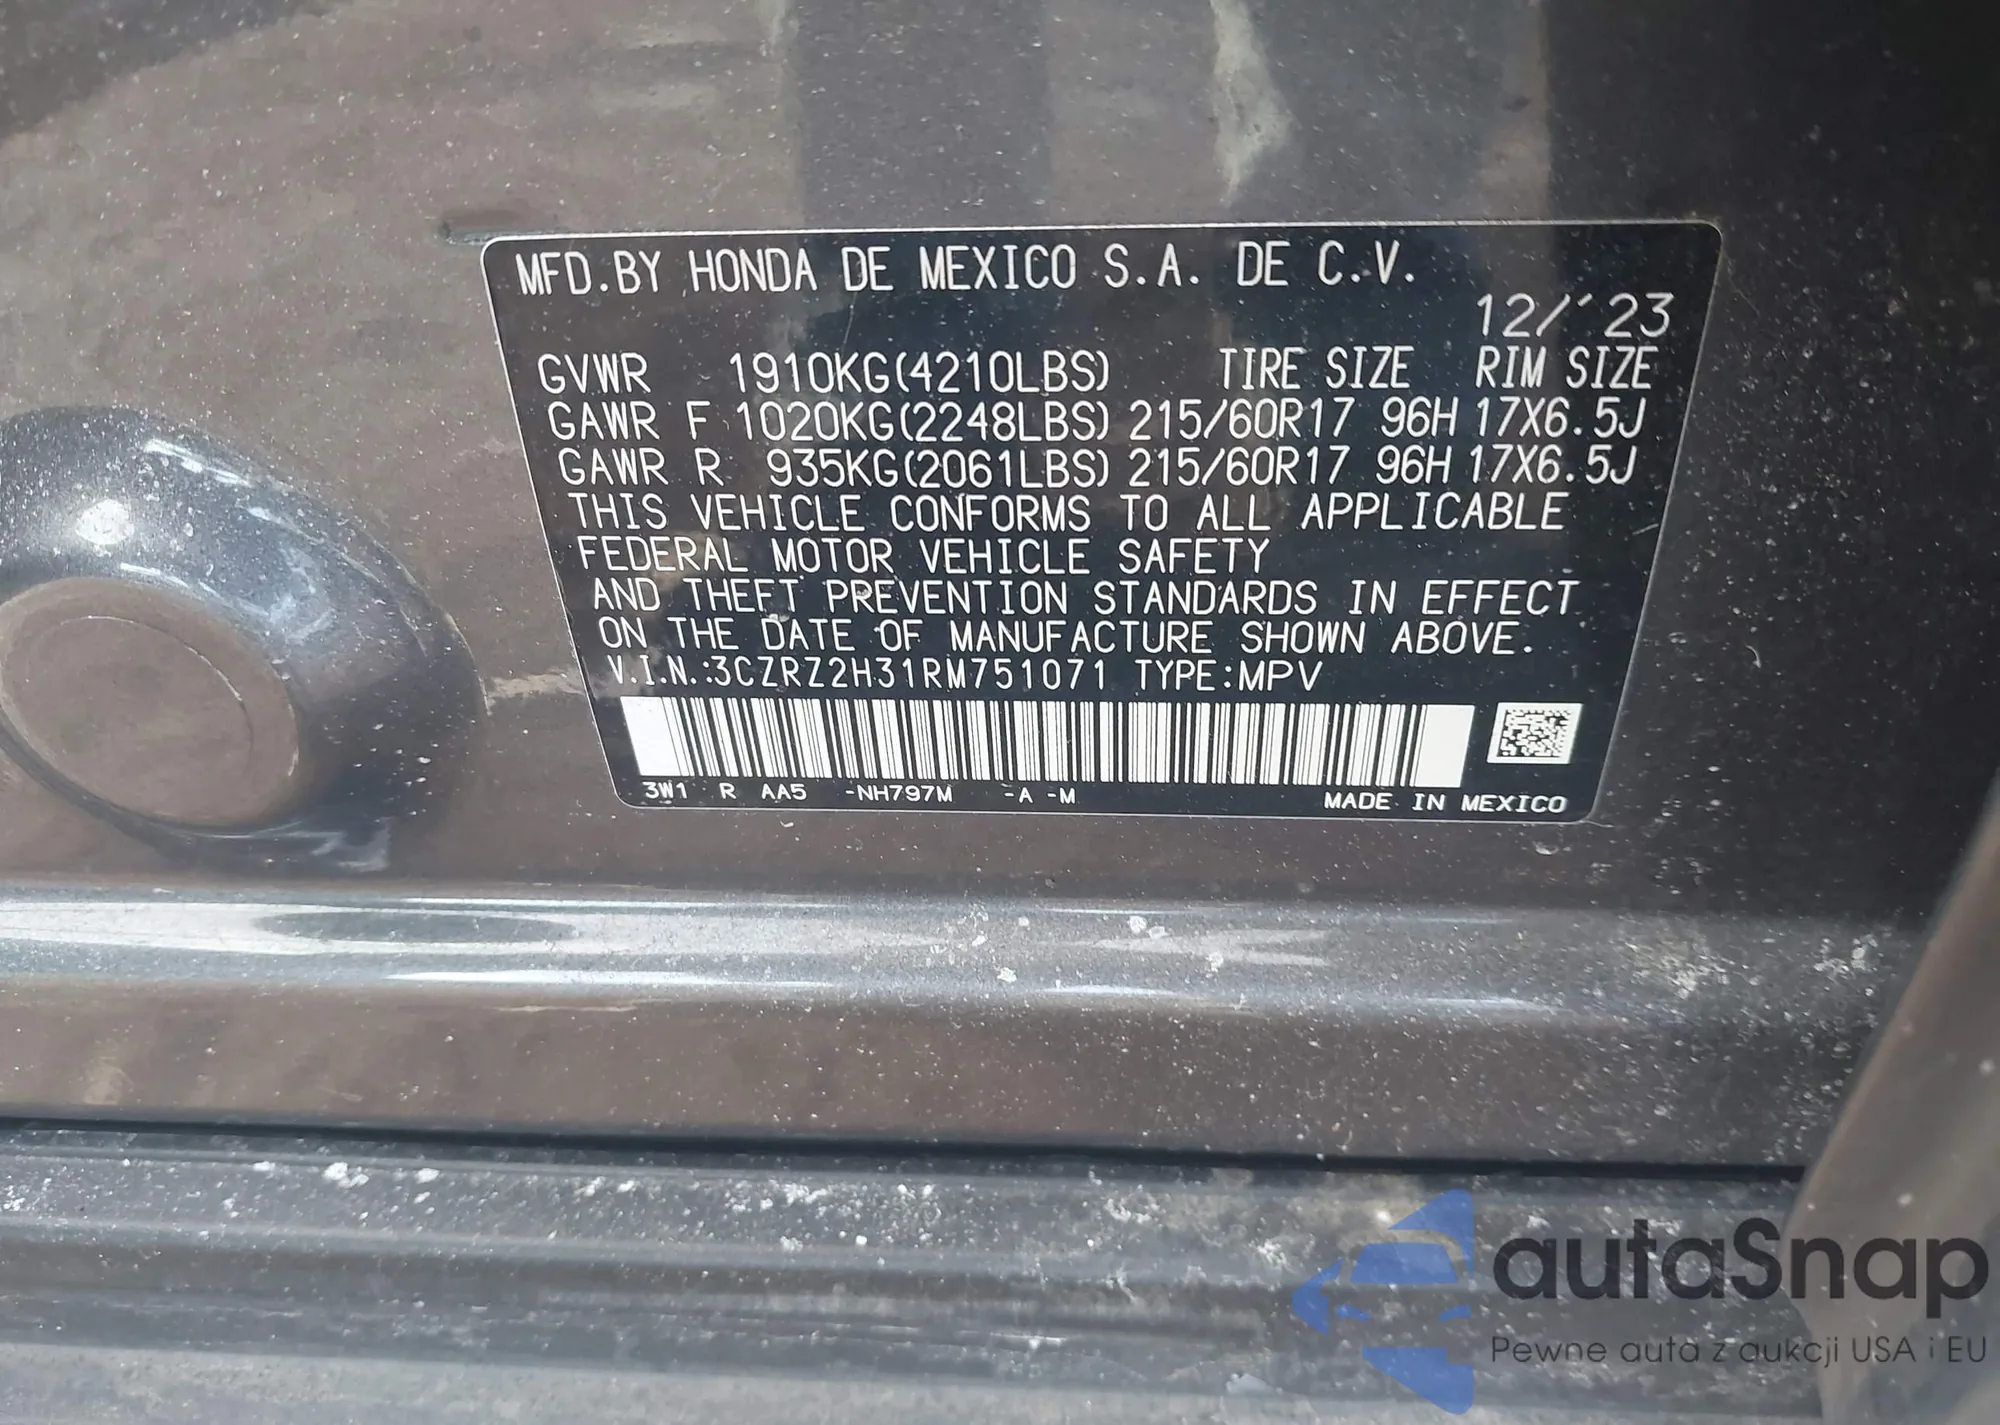 MFD.BY HONDA DE MEXICO S.A. DE C.V.
12/'23
GVWR 1910KG(4210LBS) TIRE SIZE RIM SIZE
GAWR F 1020KG(2248LBS) 215/60R17 96H 17X6.5J
GAWR R 935KG(2061LBS) 215/60R17 96H 17X6.5J
THIS VEHICLE CONFORMS TO ALL APPLICABLE
FEDERAL MOTOR VEHICLE SAFETY
AND THEFT PREVENTION STANDARDS IN EFFECT
ON THE DATE OF MANUFACTURE SHOWN ABOVE.
V.I.N.:3CZRZ2H31RM751071 TYPE:MPV
3W1 R AA5 -NH797M -A -M MADE IN MEXICO
autaSnap
Pewne auta z aukcji USA i EU